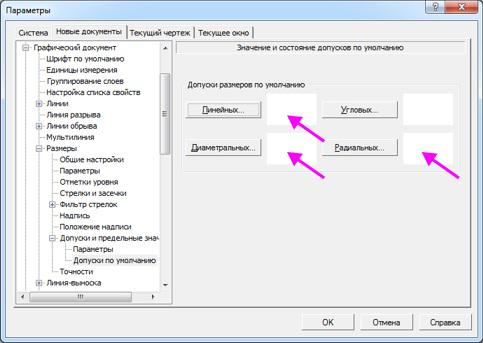 Параметры
Система
Новые документы
Текущий чертеж
Текущее окно
Графический документ
Шрифт по умолчанию
Единицы измерения
Группирование слоев
Настройка списка свойств
Линии
Линия разрыва
Линии обрыва
Мультилиния
Размеры
Общие настройки
Параметры
Отметки уровня
Стрелки и засечки
Фильтр стрелок
Надпись
Положение надписи
Допуски и предельные знач
Параметры
Допуски по умолчанию
Точности
Линия-выноска
Значение и состояние допусков по умолчанию
Допуски размеров по умолчанию
Линейных...
Угловых...
Диаметральных...
Радиальных...
OK
Отмена
Справка